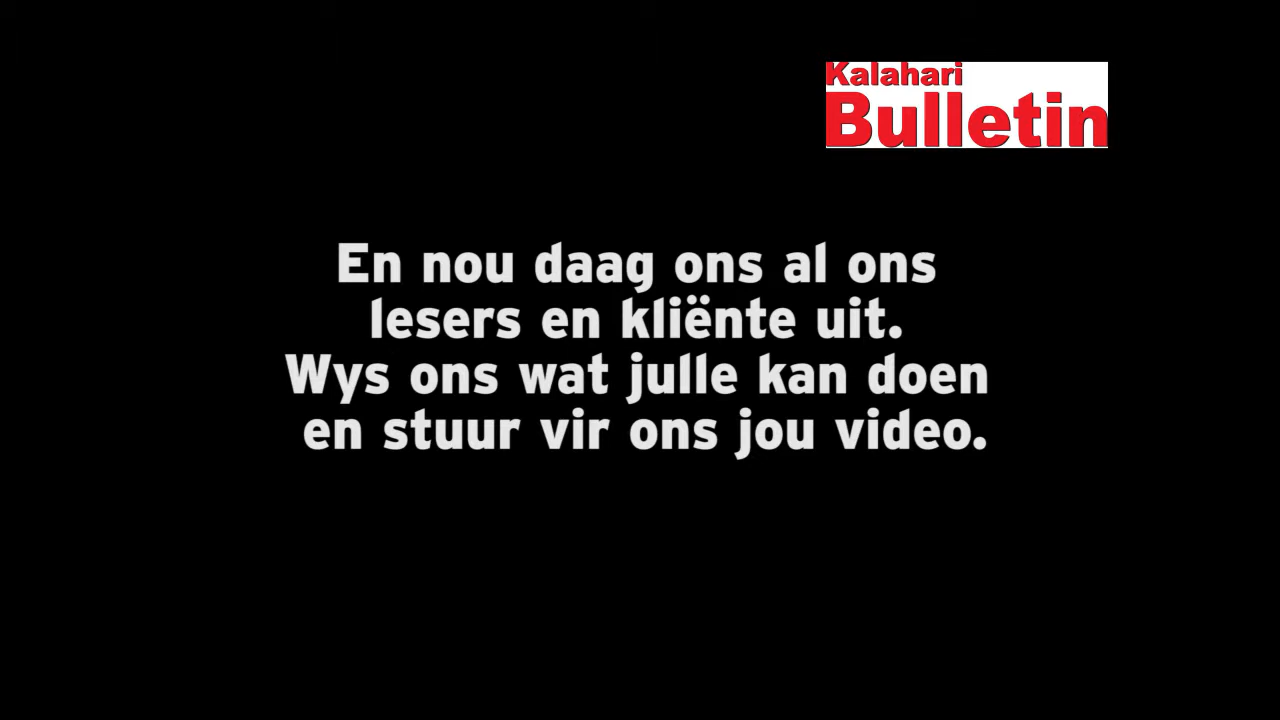 Kalahari
Bulletin
En nou daag ons al ons
lesers en kliënte uit.
Wys ons wat julle kan doen
en stuur vir ons jou video.